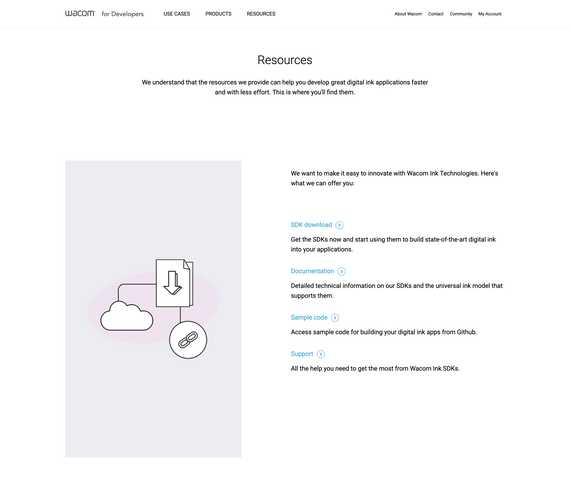 wacom for Developers USE CASES PRODUCTS RESOURCES About Wacom Contact Community My Account
Resources
We understand that the resources we provide can help you develop great digital ink applications faster
and with less effort. This is where you'll find them.
We want to make it easy to innovate with Wacom Ink Technologies. Here's
what we can offer you:
SDK download
Get the SDKs now and start using them to build state-of-the-art digital ink
into your applications.
Documentation
Detailed technical information on our SDKs and the universal ink model that
supports them.
Sample code
Access sample code for building your digital ink apps from Github.
Support
All the help you need to get the most from Wacom Ink SDKs.